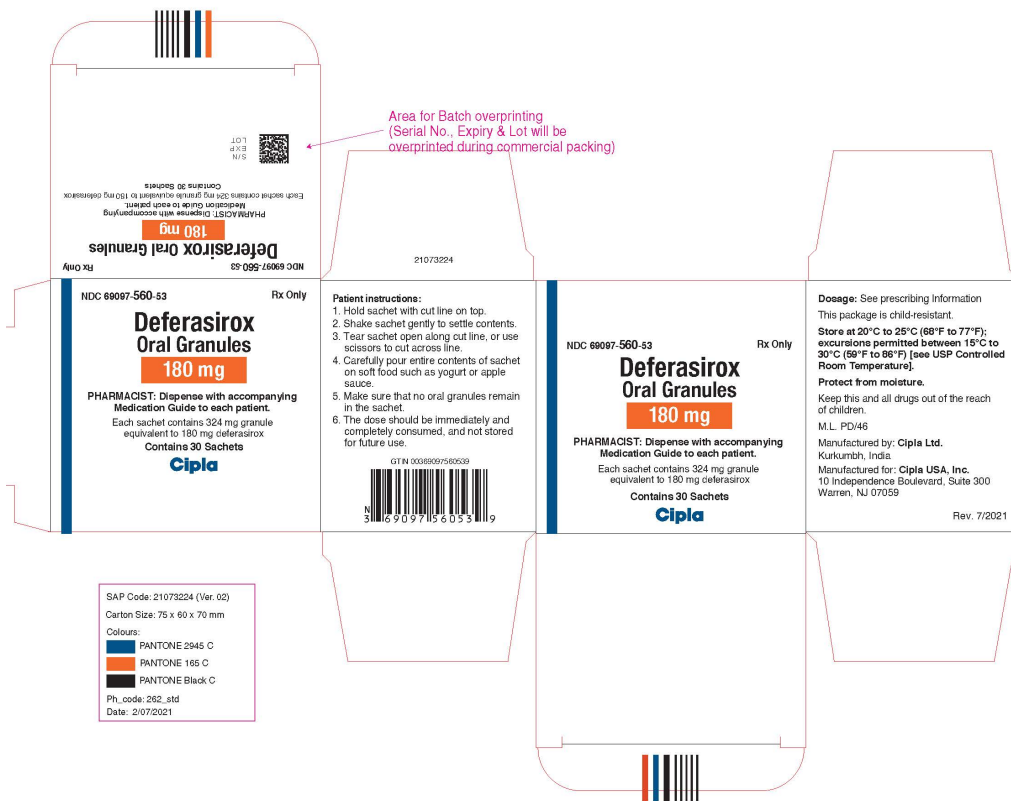 Area for Batch overprinting
(Serial No., Expiry & Lot will be
overprinted during commercial packing)
S/N
EXP
LOT
NDC 69097-560-53 Rx Only
Deferasirox Oral Granules
180 mg
PHARMACIST: Dispense with accompanying
Medication Guide to each patient.
Each sachet contains 324 mg granule equivalent to 180 mg deferasirox
Contains 30 Sachets
21073224
NDC 69097-560-53 Rx Only
Deferasirox
Oral Granules
180 mg
PHARMACIST: Dispense with accompanying
Medication Guide to each patient.
Each sachet contains 324 mg granule
equivalent to 180 mg deferasirox
Contains 30 Sachets
Cipla
Patient instructions:
1. Hold sachet with cut line on top.
2. Shake sachet gently to settle contents.
3. Tear sachet open along cut line, or use
scissors to cut across line.
4. Carefully pour entire contents of sachet
on soft food such as yogurt or apple
sauce.
5. Make sure that no oral granules remain
in the sachet.
6. The dose should be immediately and
completely consumed, and not stored
for future use.
GTIN 00369097560539
N
3 69097 56053 9
NDC 69097-560-53 Rx Only
Deferasirox
Oral Granules
180 mg
PHARMACIST: Dispense with accompanying
Medication Guide to each patient.
Each sachet contains 324 mg granule
equivalent to 180 mg deferasirox
Contains 30 Sachets
Cipla
Dosage: See prescribing Information
This package is child-resistant.
Store at 20°C to 25°C (68°F to 77°F);
excursions permitted between 15°C to
30°C (59°F to 86°F) [see USP Controlled
Room Temperature].
Protect from moisture.
Keep this and all drugs out of the reach
of children.
M.L. PD/46
Manufactured by: Cipla Ltd.
Kurkumbh, India
Manufactured for: Cipla USA, Inc.
10 Independence Boulevard, Suite 300
Warren, NJ 07059
Rev. 7/2021
SAP Code: 21073224 (Ver. 02)
Carton Size: 75 x 60 x 70 mm
Colours:
PANTONE 2945 C
PANTONE 165 C
PANTONE Black C
Ph_code: 262_std
Date: 2/07/2021